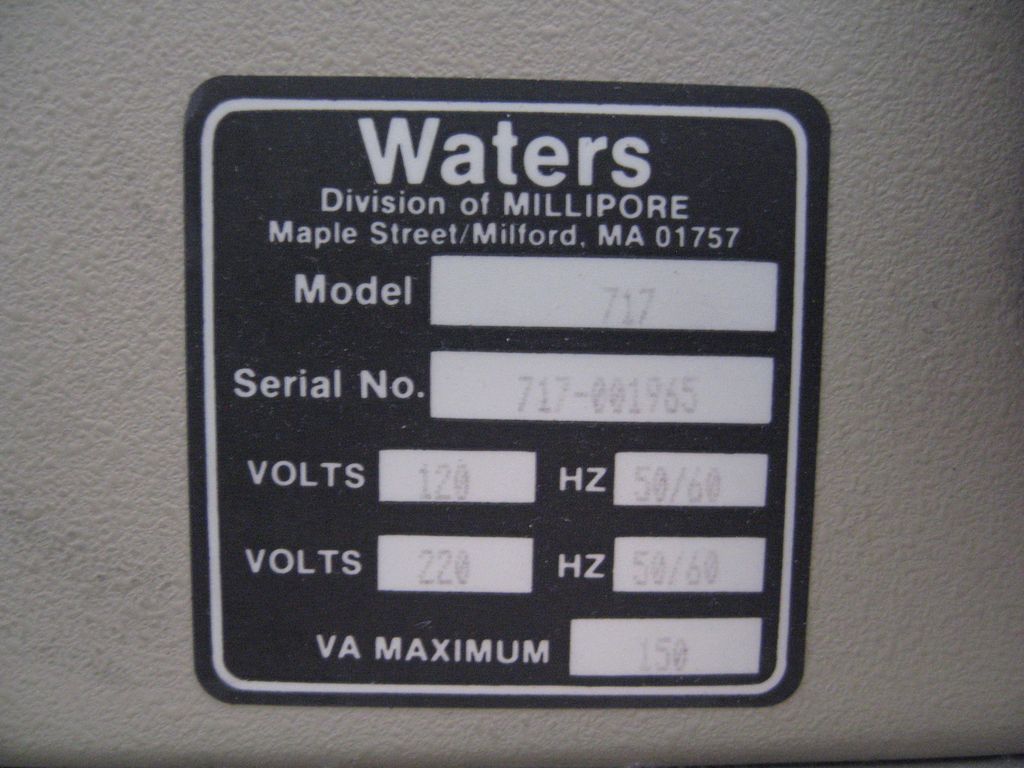 Waters
Division of MILLIPORE
Maple Street/Milford, MA 01757
Model 717
Serial No. 717-001965
VOLTS 120 HZ 50/60
VOLTS 220 HZ 50/60
VA MAXIMUM 150